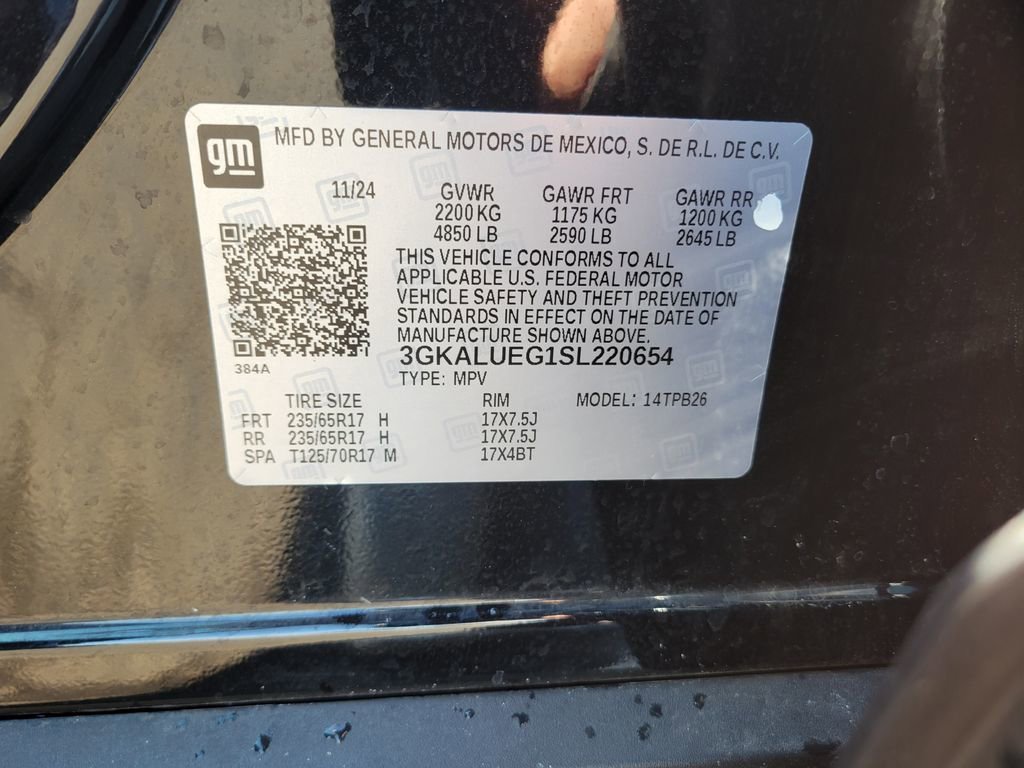 gm MFD BY GENERAL MOTORS DE MEXICO, S. DE R.L. DE C.V.
11/24 GVWR GAWR FRT GAWR RR
2200 KG 1175 KG 1200 KG
4850 LB 2590 LB 2645 LB
THIS VEHICLE CONFORMS TO ALL
APPLICABLE U.S. FEDERAL MOTOR
VEHICLE SAFETY AND THEFT PREVENTION
STANDARDS IN EFFECT ON THE DATE OF
MANUFACTURE SHOWN ABOVE.
3GKALUEG1SL220654
384A TYPE: MPV
TIRE SIZE RIM MODEL: 14TPB26
FRT 235/65R17 H 17X7.5J
RR 235/65R17 H 17X7.5J
SPA T125/70R17 M 17X4BT